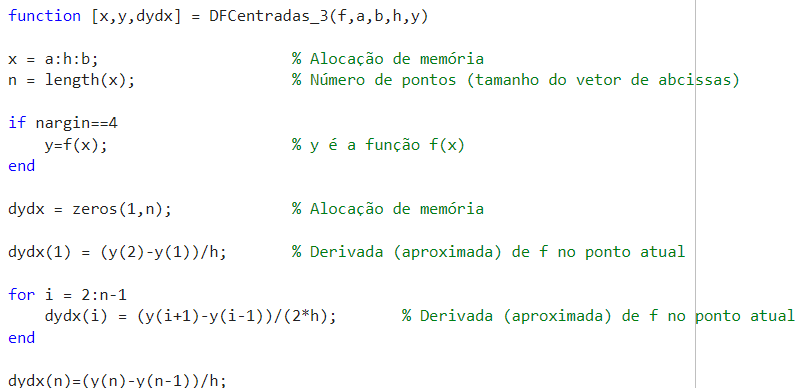 function [x,y,dydx] = DFCentradas_3(f,a,b,h,y)
x = a:h:b; % Alocação de memória
n = length(x); % Número de pontos (tamanho do vetor de abcissas)
if nargin==4
y=f(x); % y é a função f(x)
end
dydx = zeros(1,n); % Alocação de memória
dydx(1) = (y(2)-y(1))/h; % Derivada (aproximada) de f no ponto atual
for i = 2:n-1
dydx(i) = (y(i+1)-y(i-1))/(2*h); % Derivada (aproximada) de f no ponto atual
end
dydx(n)=(y(n)-y(n-1))/h;